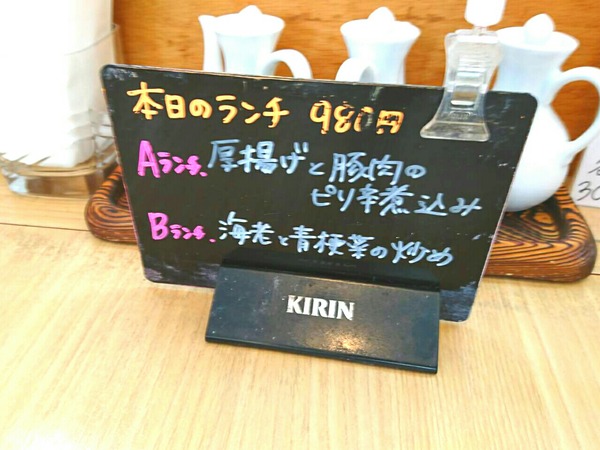 本日のランチ 980円
Aランチ、厚揚げと豚肉の
ピリ辛煮込み
Bランチ、海老と青梗菜の炒め
KIRIN